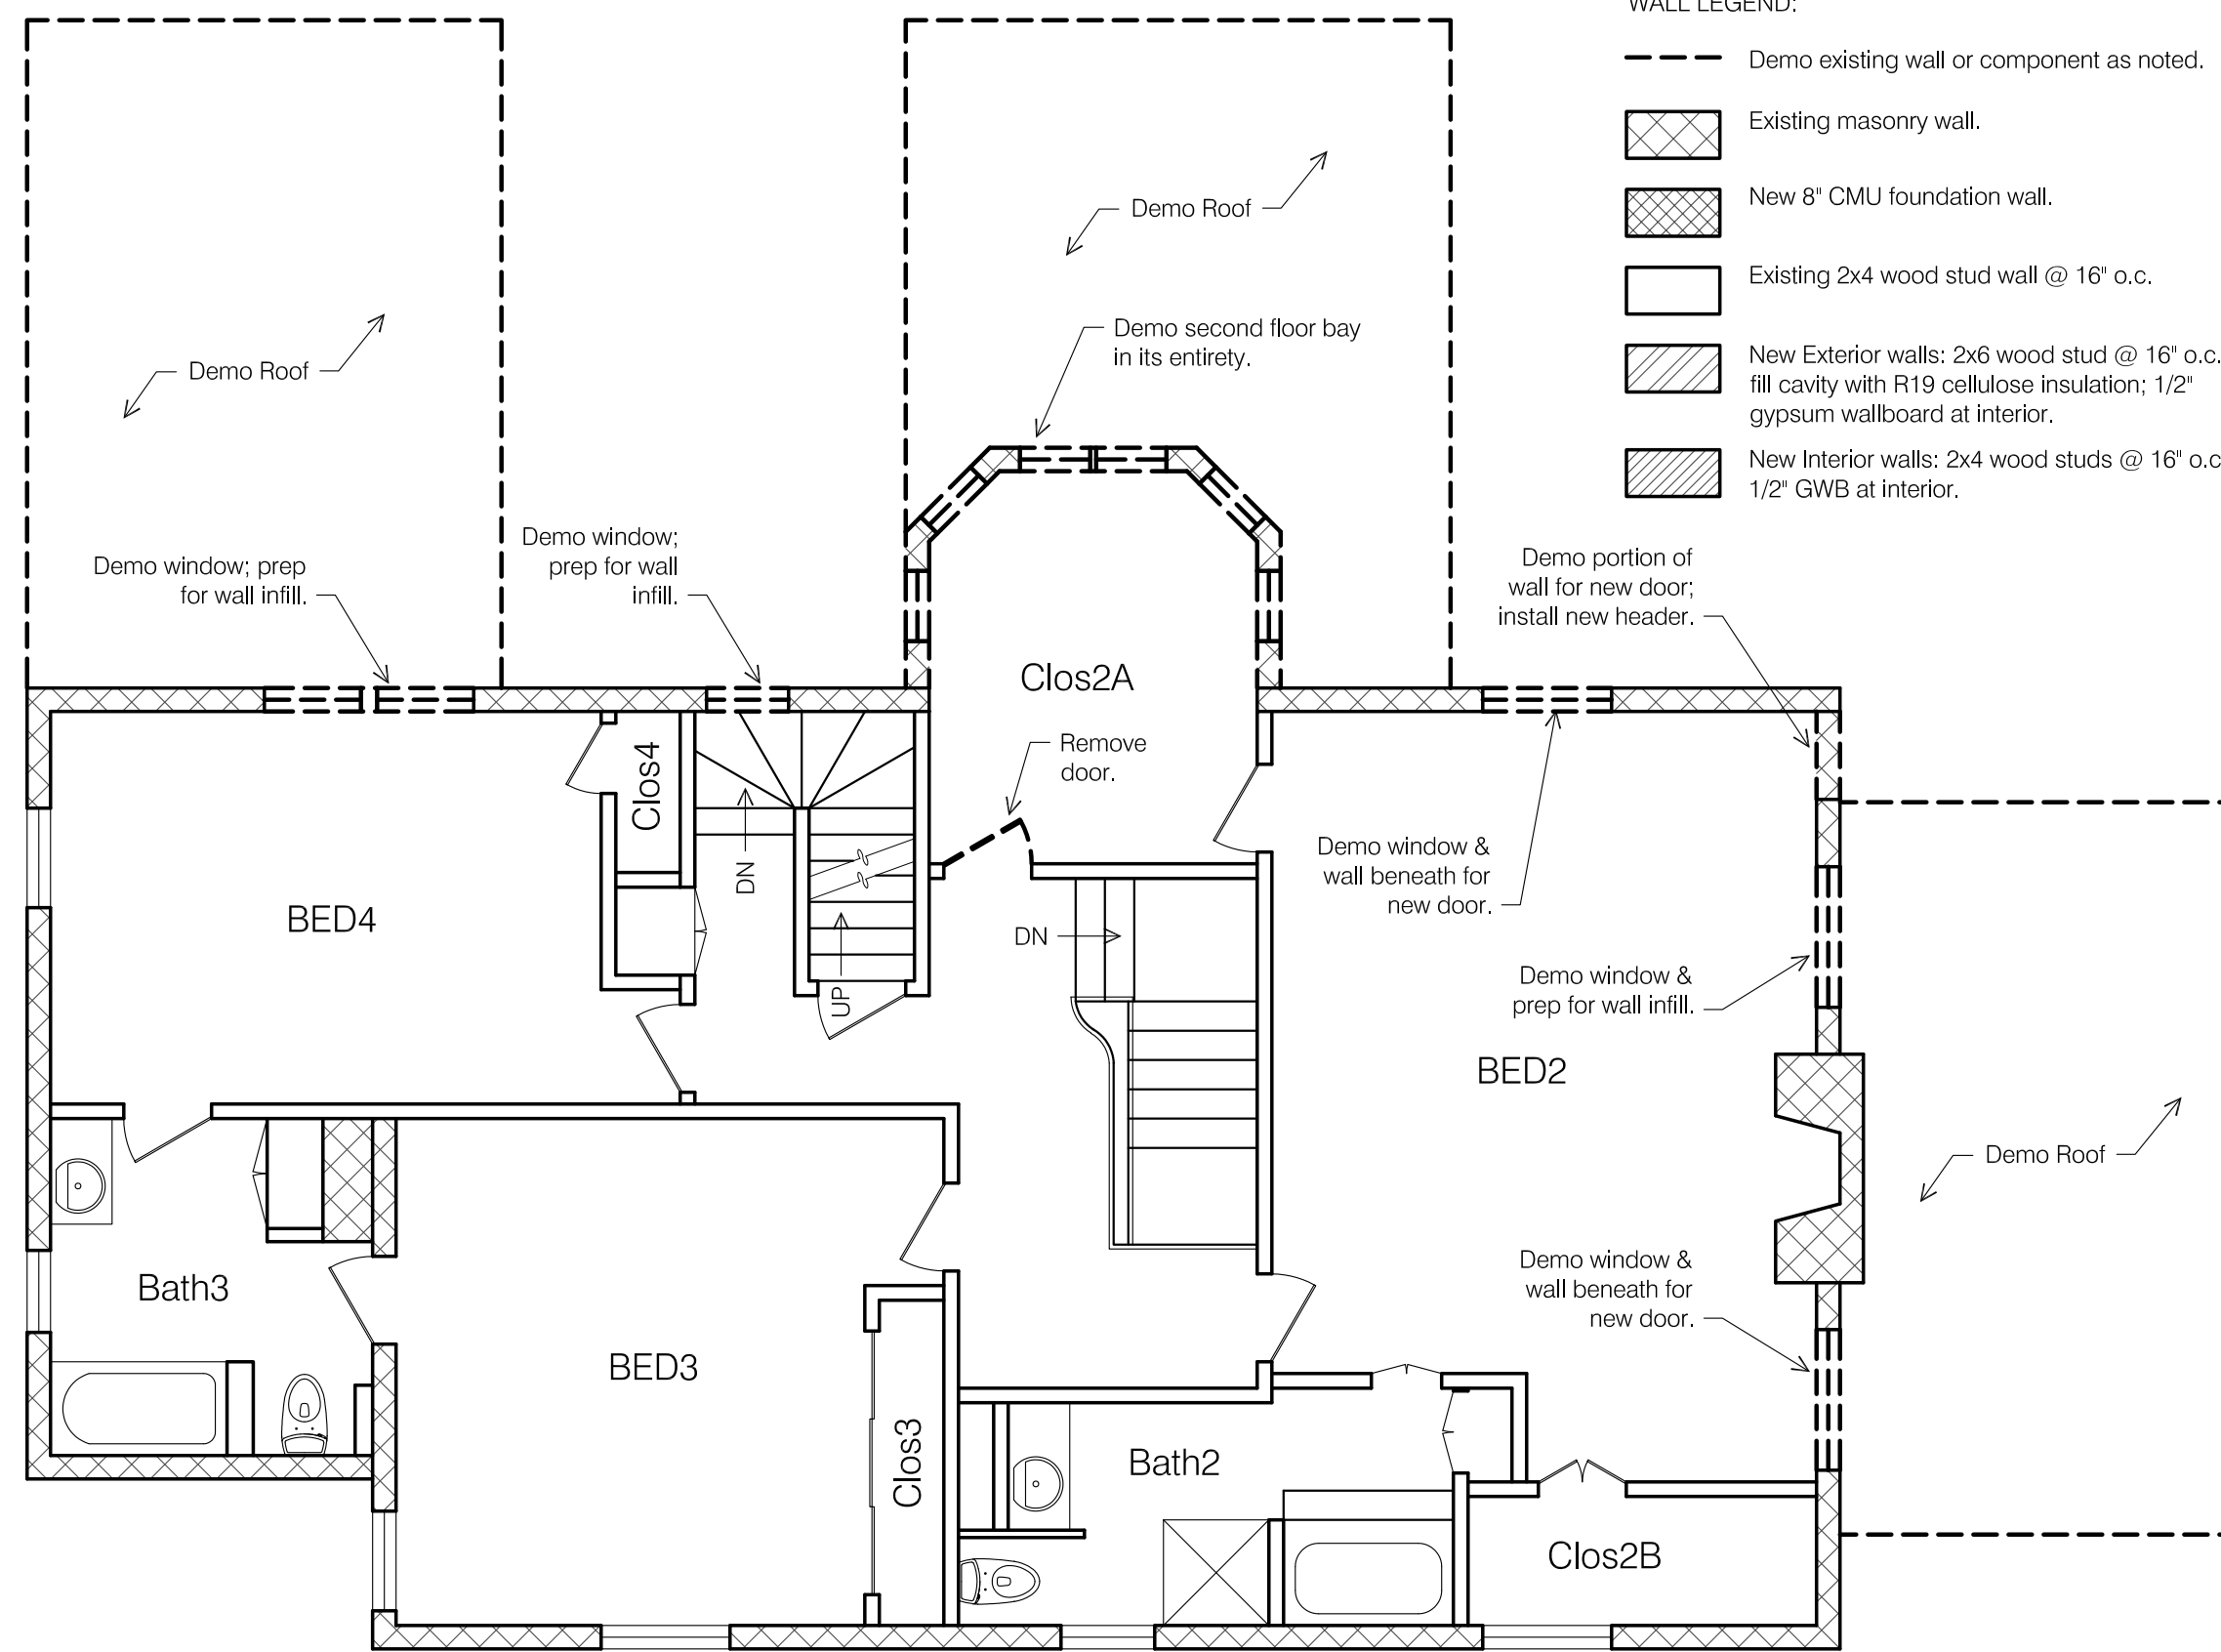 WALL LEGEND:
Demo existing wall or component as noted.
Existing masonry wall.
New 8" CMU foundation wall.
Existing 2x4 wood stud wall @ 16" o.c.
New Exterior walls: 2x6 wood stud @ 16" o.c.
fill cavity with R19 cellulose insulation; 1/2"
gypsum wallboard at interior.
New Interior walls: 2x4 wood studs @ 16" o.c
1/2" GWB at interior.
Demo Roof
Demo Roof
Demo second floor bay
in its entirety.
Demo window; prep
for wall infill.
Demo window;
prep for wall
infill.
Demo portion of
wall for new door;
install new header.
Clos2A
Remove
door.
Clos4
DN
UP
DN
BED4
Demo window &
wall beneath for
new door.
Demo window &
prep for wall infill.
BED2
Demo Roof
Demo window &
wall beneath for
new door.
Bath3
BED3
Clos3
Bath2
Clos2B